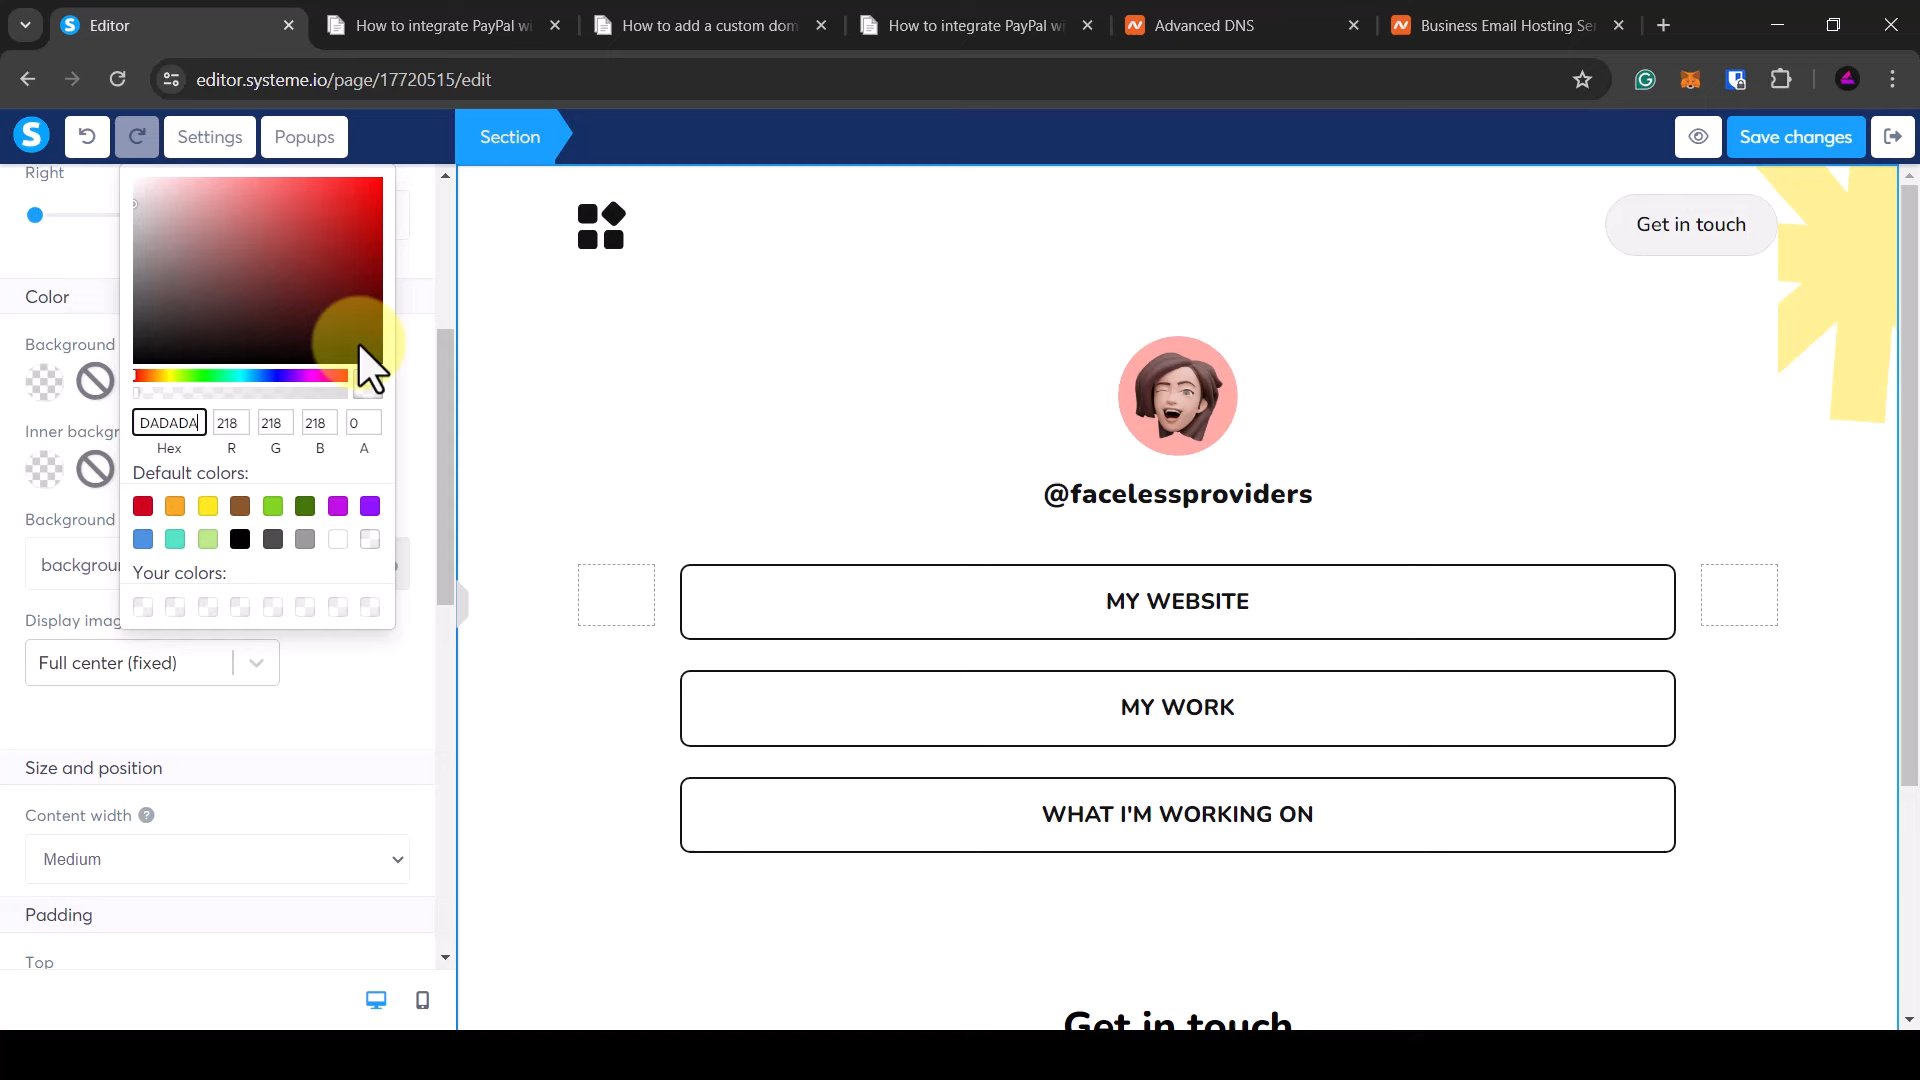 Editor
How to integrate PayPal wi
How to add a custom dom
How to integrate PayPal wi
Advanced DNS
Business Email Hosting Ser
editor.systeme.io/page/17720515/edit
S
Settings
Popups
Section
Save changes
Right
Color
Background
Inner backgr
Background
backgrou
Display imag
Full center (fixed)
Size and position
Content width ?
Medium
Padding
Top
DADADA 218 218 218 0
Hex R G B A
Default colors:
Your colors:
Get in touch
@facelessproviders
MY WEBSITE
MY WORK
WHAT I'M WORKING ON
Get in touch